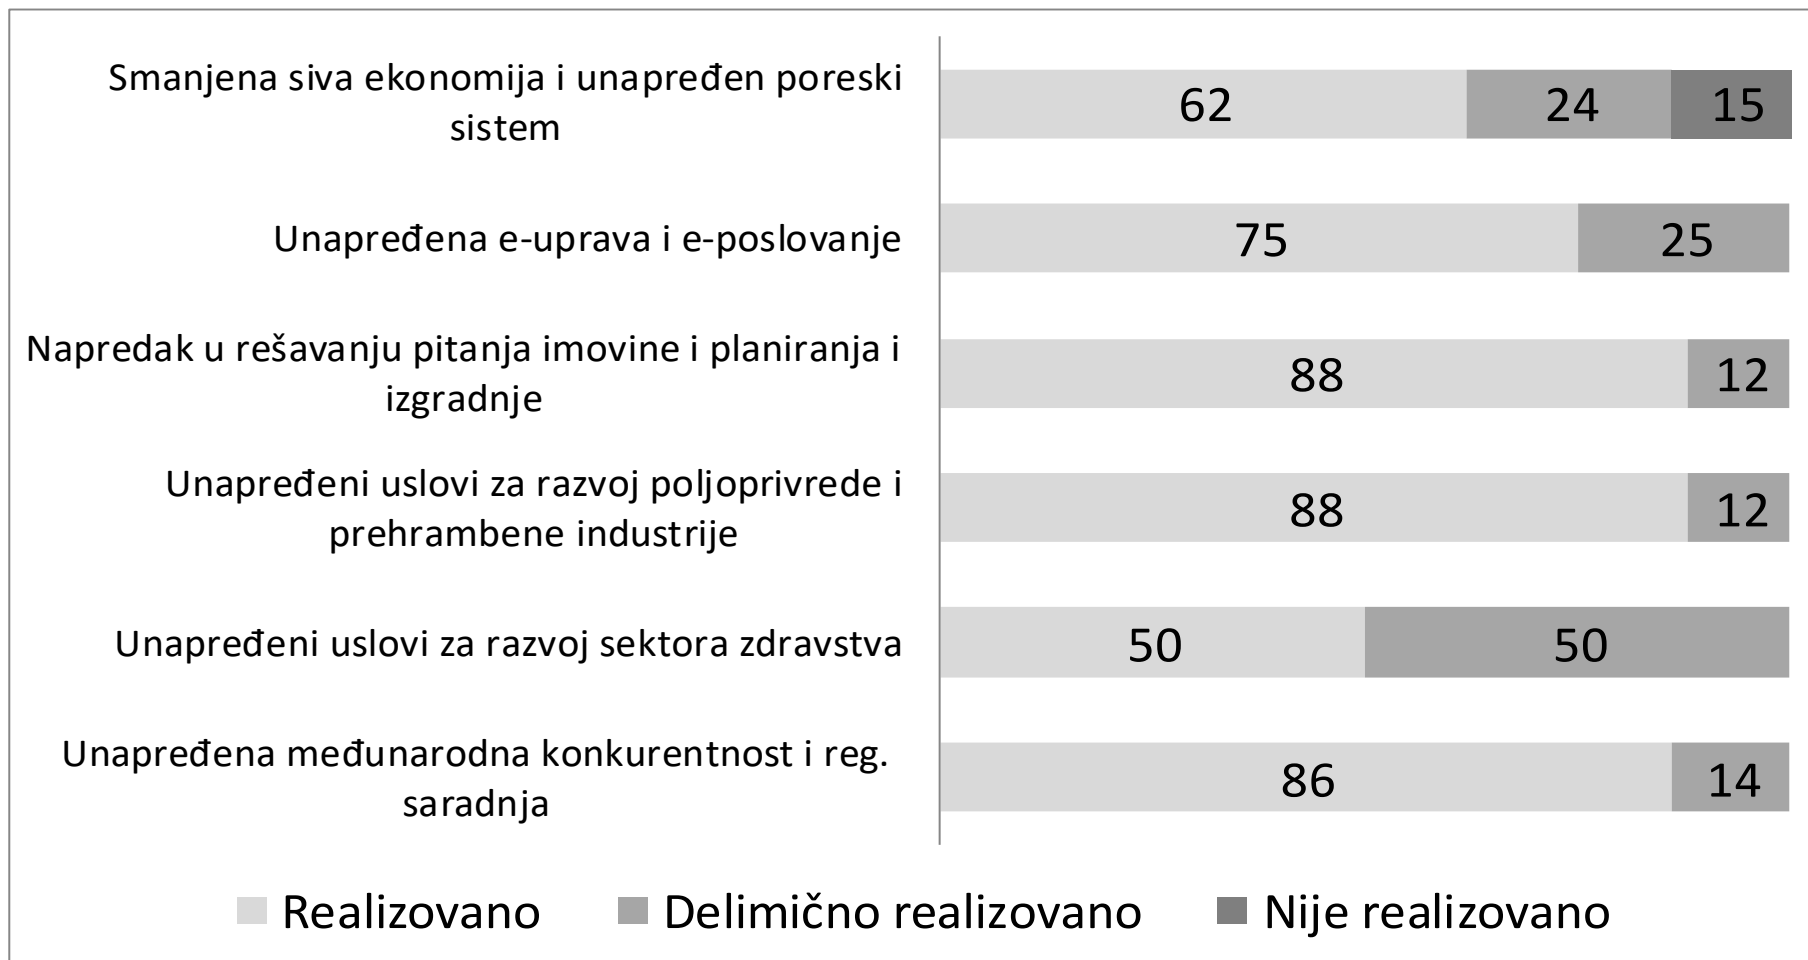 Smanjena siva ekonomija i unapređen poreski
sistem
62 24 15
Unapređena e-uprava i e-poslovanje
75 25
Napredak u rešavanju pitanja imovine i planiranja i
izgradnje
88 12
Unapređeni uslovi za razvoj poljoprivrede i
prehrambene industrije
88 12
Unapređeni uslovi za razvoj sektora zdravstva
50 50
Unapređena međunarodna konkurentnost i reg.
saradnja
86 14
Realizovano Delimično realizovano Nije realizovano